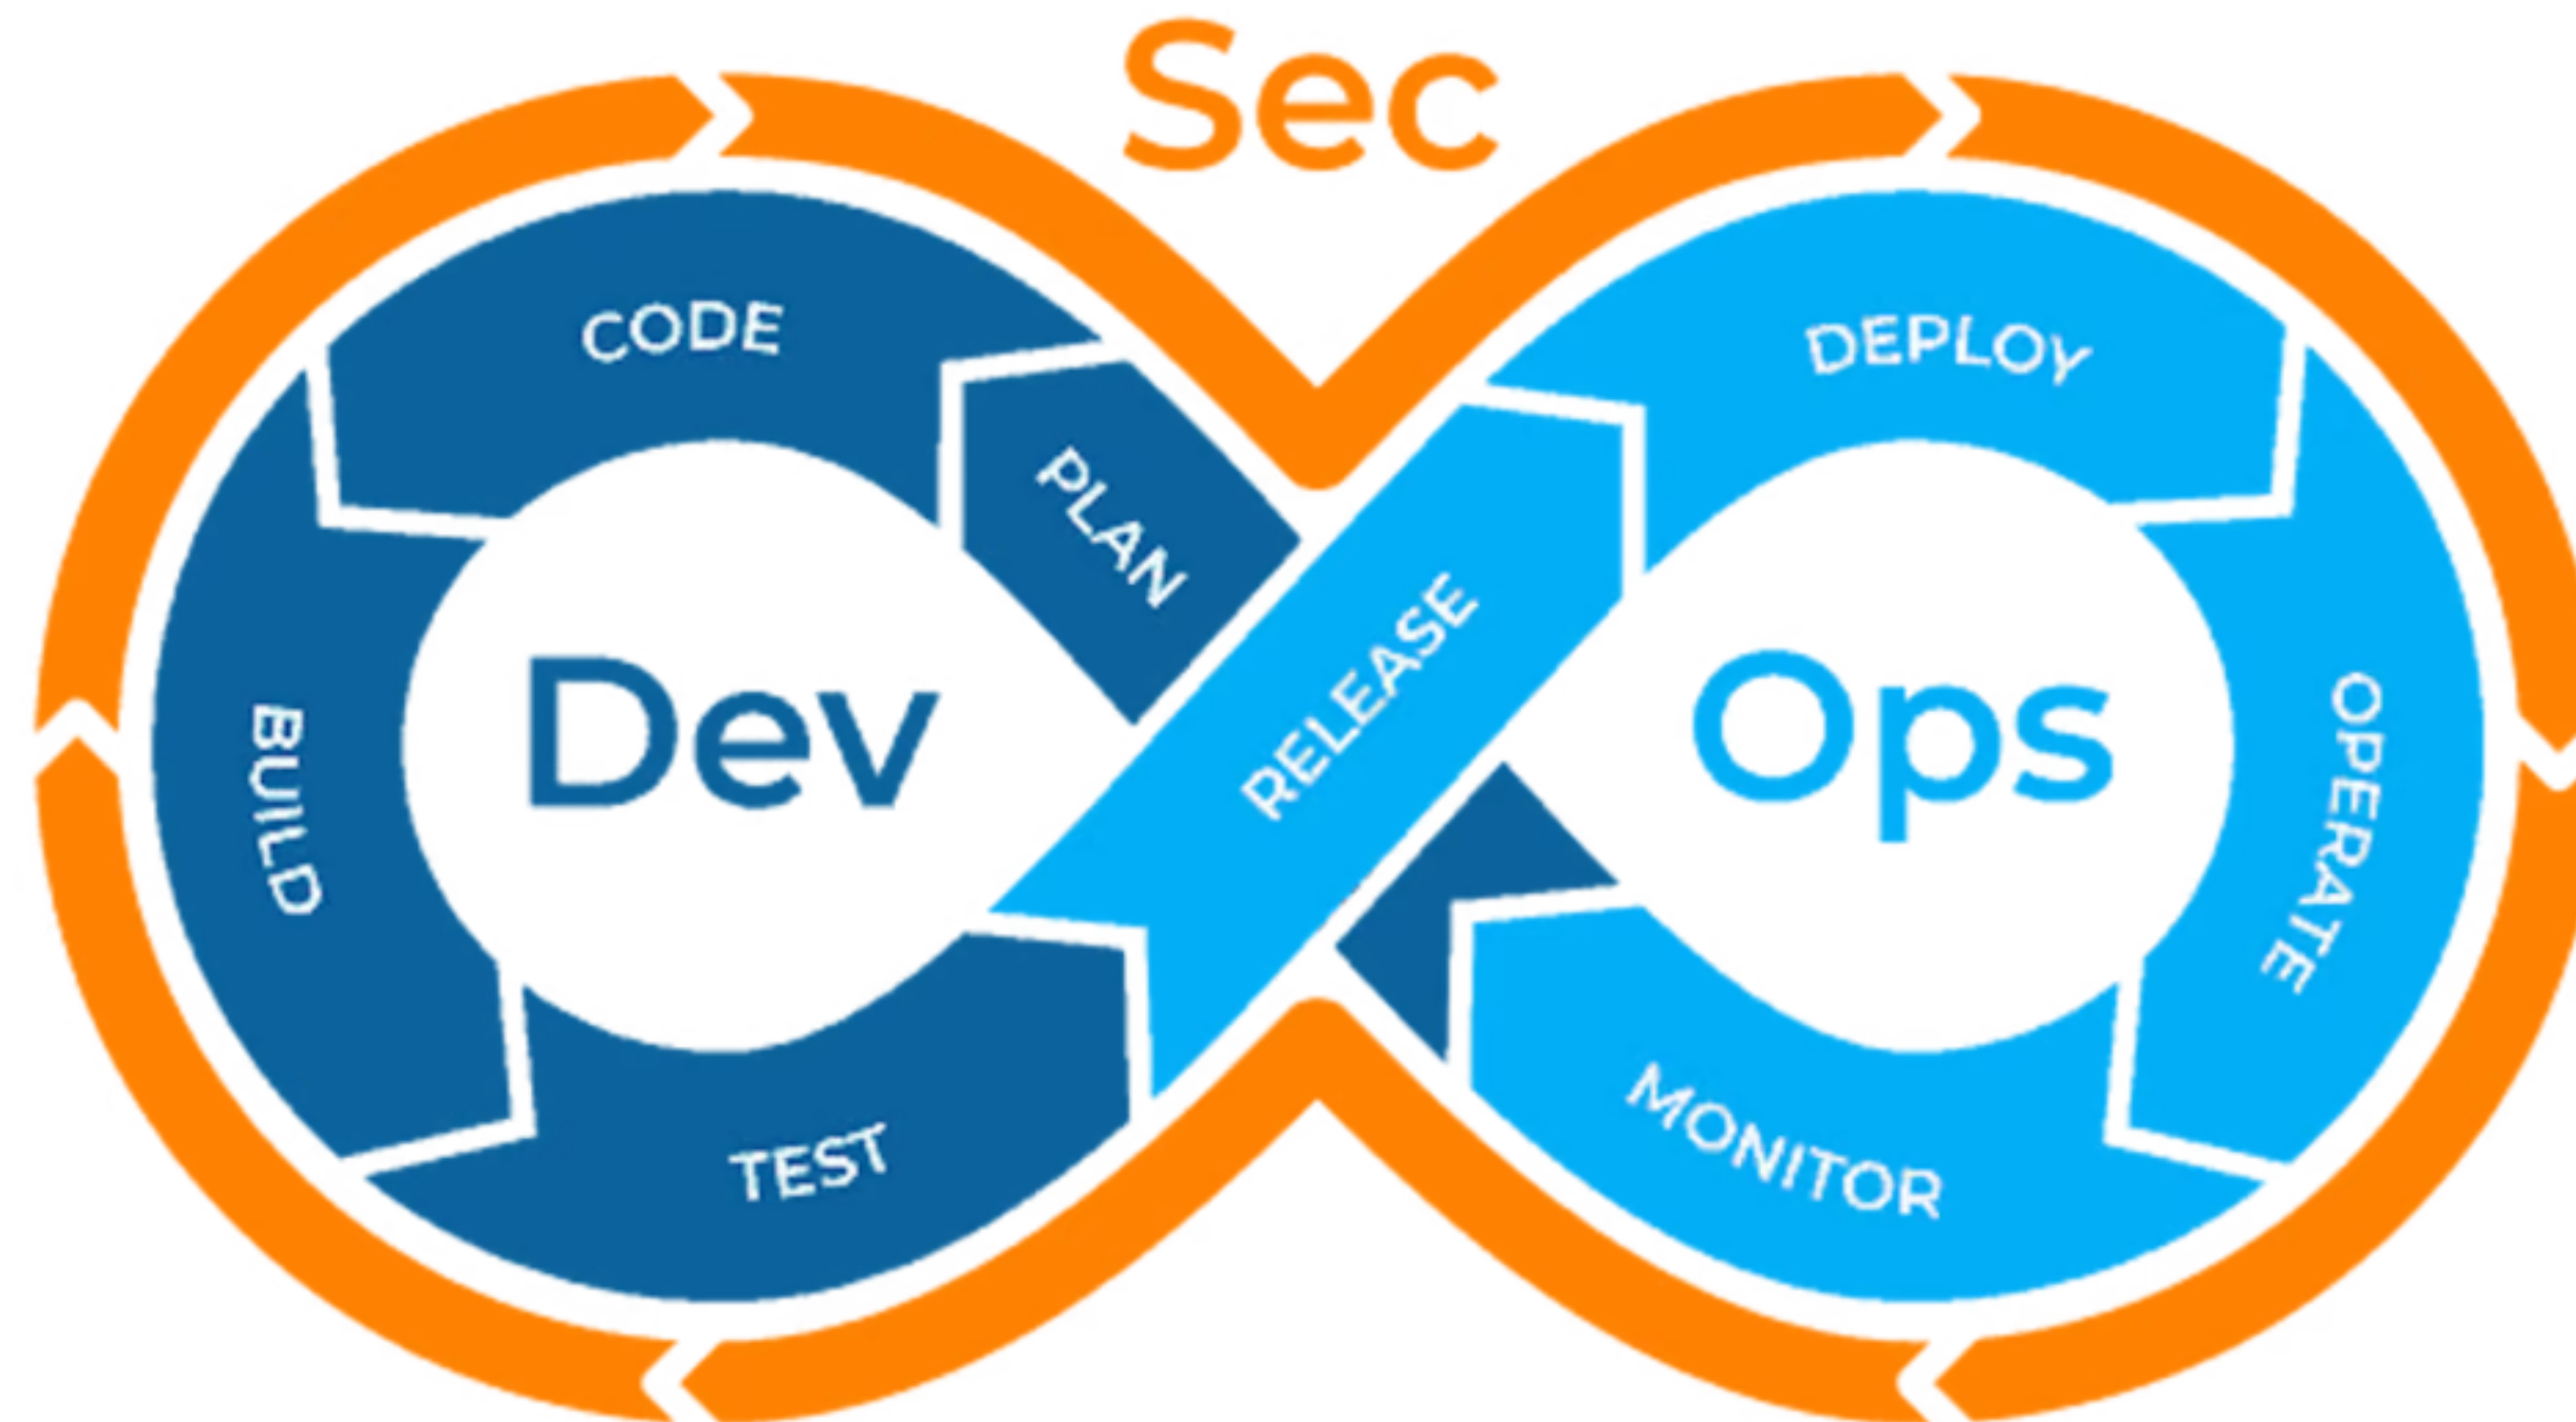 Sec
CODE
DEPLOY
PLAN
RELEASE
Dev
Ops
BUILD
OPERATE
TEST
MONITOR